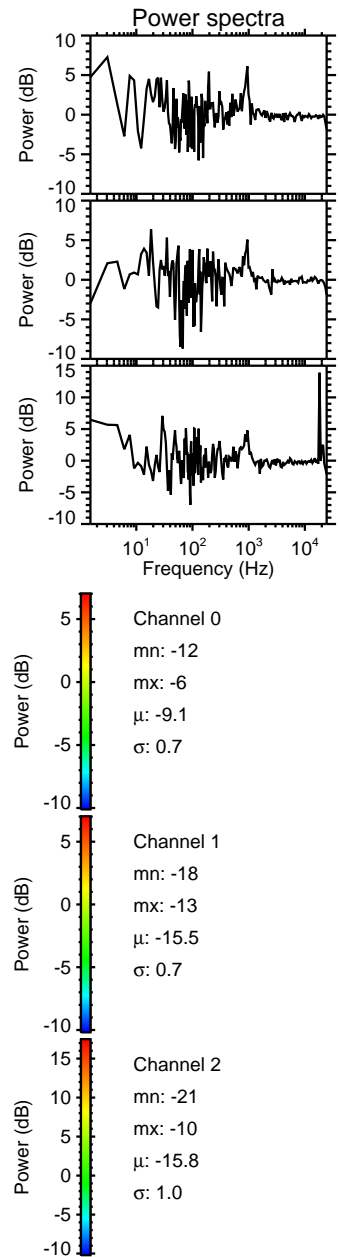 Power spectra
10
5
0
-5
-10
Power (dB)
10
5
0
-5
-10
Power (dB)
15
10
5
0
-5
-10
Power (dB)
10¹ 10² 10³ 10⁴
Frequency (Hz)
5
0
-5
-10
Power (dB)
Channel 0
mn: -12
mx: -6
μ: -9.1
σ: 0.7
5
0
-5
-10
Power (dB)
Channel 1
mn: -18
mx: -13
μ: -15.5
σ: 0.7
15
10
5
0
-5
-10
Power (dB)
Channel 2
mn: -21
mx: -10
μ: -15.8
σ: 1.0